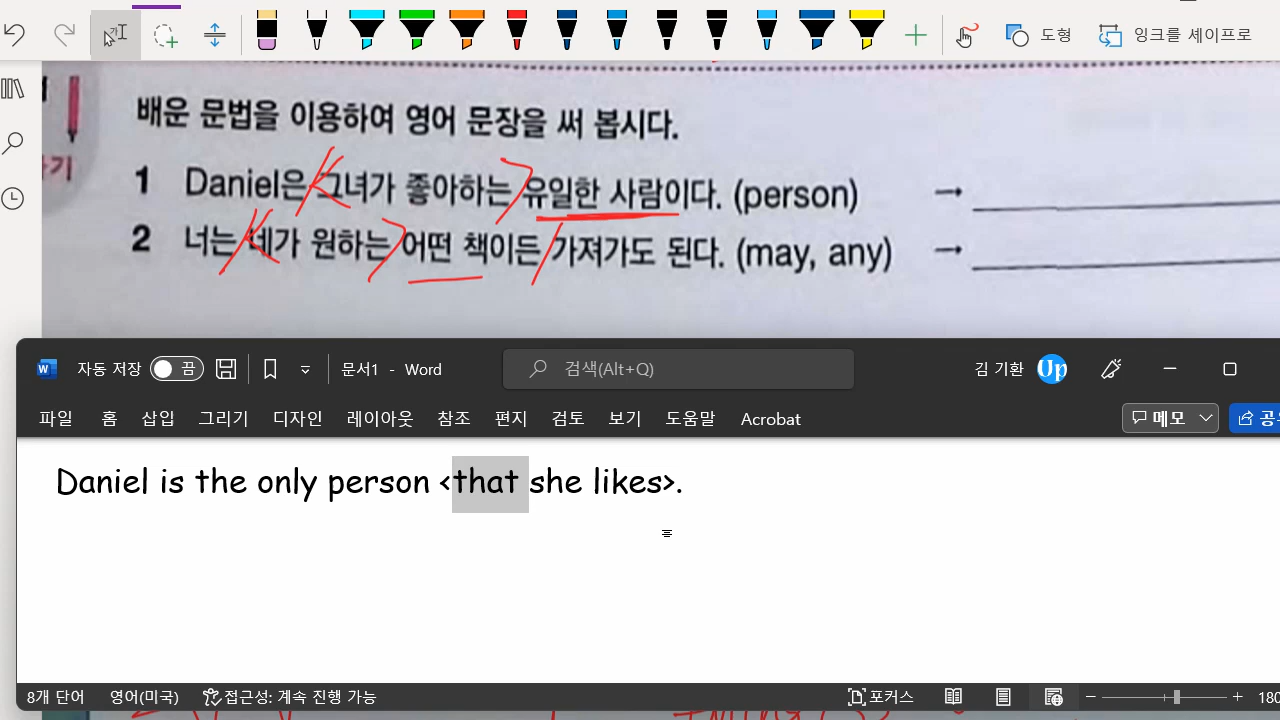 배운 문법을 이용하여 영어 문장을 써 봅시다.
1 Daniel은 그녀가 좋아하는 유일한 사람이다. (person) →
2 너는 네가 원하는 어떤 책이든 가져가도 된다. (may, any) →
도형
잉크를 셰이프로
자동 저장 끔 문서1 - Word 검색(Alt+Q) 김 기환
파일 홈 삽입 그리기 디자인 레이아웃 참조 편지 검토 보기 도움말 Acrobat 메모
Daniel is the only person <that she likes>.
8개 단어 영어(미국) 접근성: 계속 진행 가능 포커스 180